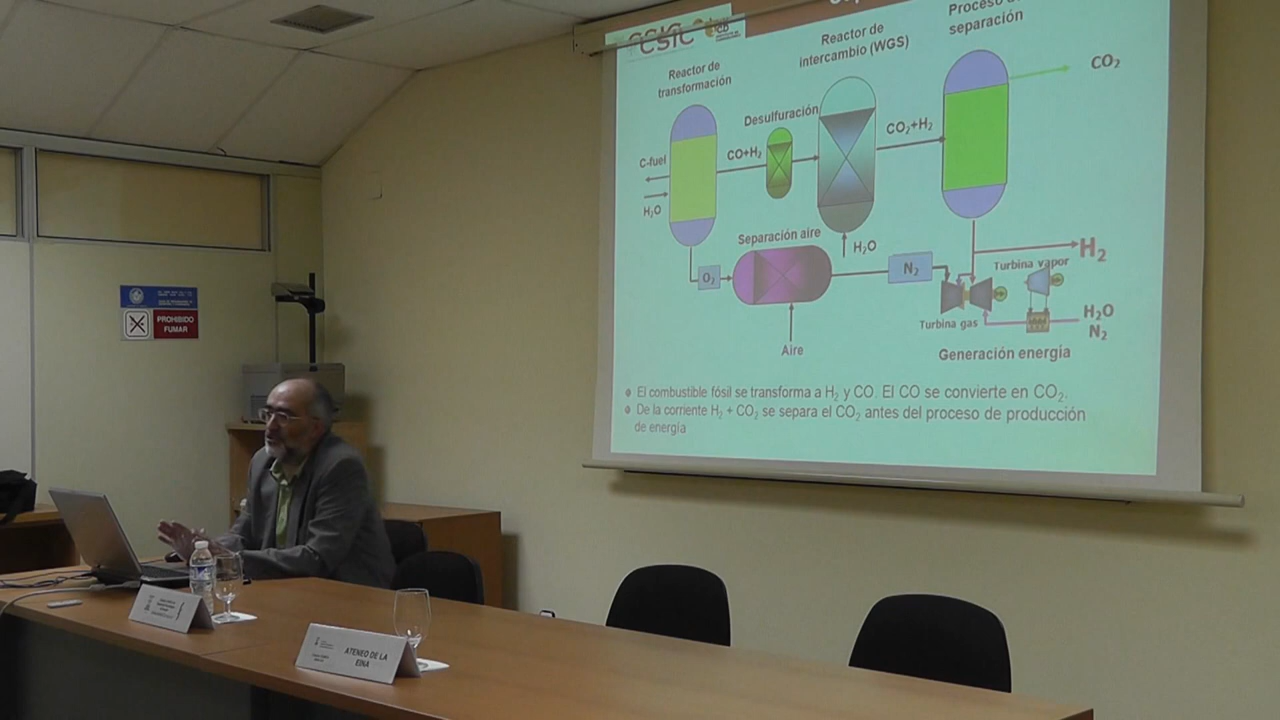 CSIC
Proceso de
separación
Reactor de
intercambio (WGS)
Reactor de
transformación
Desulfuración
CO₂
CO₂+H₂
CO+H₂
C-fuel
H₂O
H₂O
Separación aire
O₂
N₂
H₂
Turbina vapor
Turbina gas
H₂O
N₂
Aire
Generación energía
El combustible fósil se transforma a H₂ y CO. El CO se convierte en CO₂.
De la corriente H₂ + CO₂ se separa el CO₂ antes del proceso de producción
de energía
PROHIBIDO
FUMAR
ATENEO DE LA
EINA